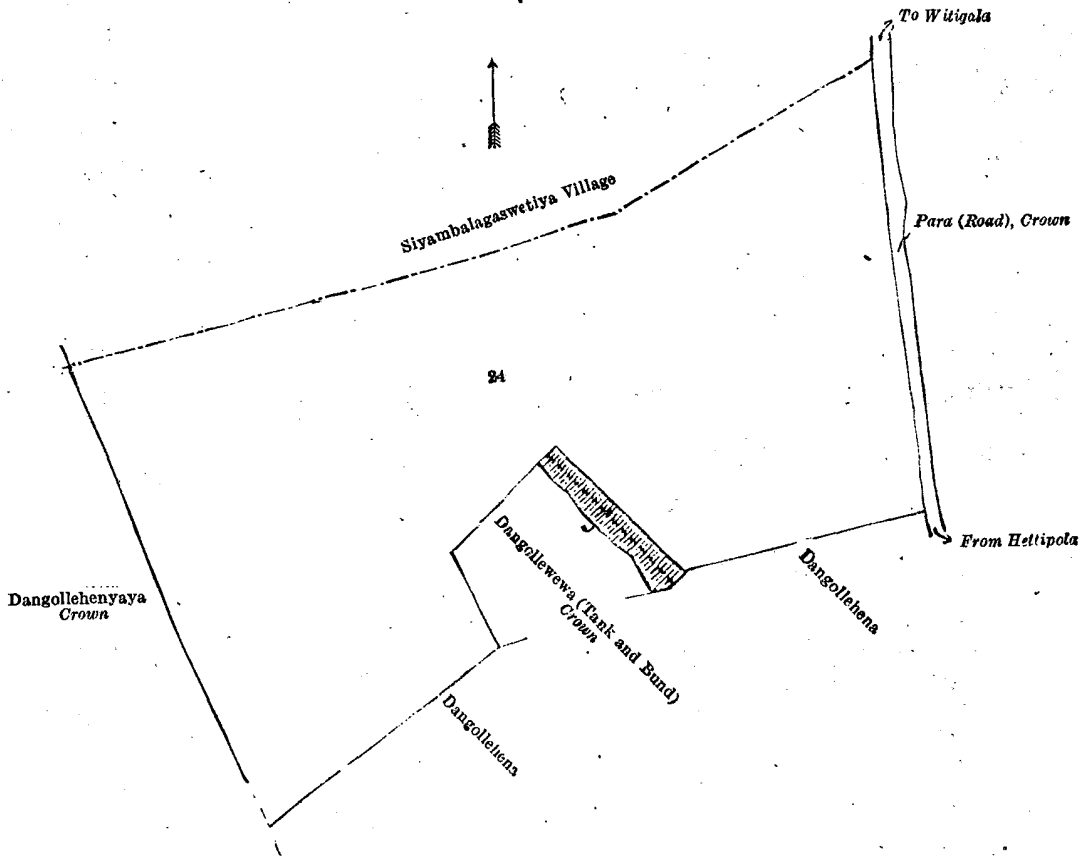 To Witigala
Siyambalagaswetiya Village
Para (Road), Crown
24
From Hettipola
Dangollewewa (Tank and Bund)
Crown
Dangollehena
Dangollehenyaya
Crown
Dangollehena